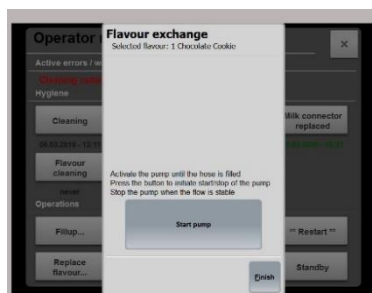 Operator
Flavour exchange
Selected flavour: 1 Chocolate Cookie
×
Active errors / w
Cleaning
Hygiene
Cleaning
Milk connector
replaced
Flavour
cleaning
never
Operations
Activate the pump until the hose is filled
Press the button to initiate start/stop of the pump
Stop the pump when the flow is stable
Fillup...
Start pump
** Restart **
Replace
flavour...
Finish
Standby